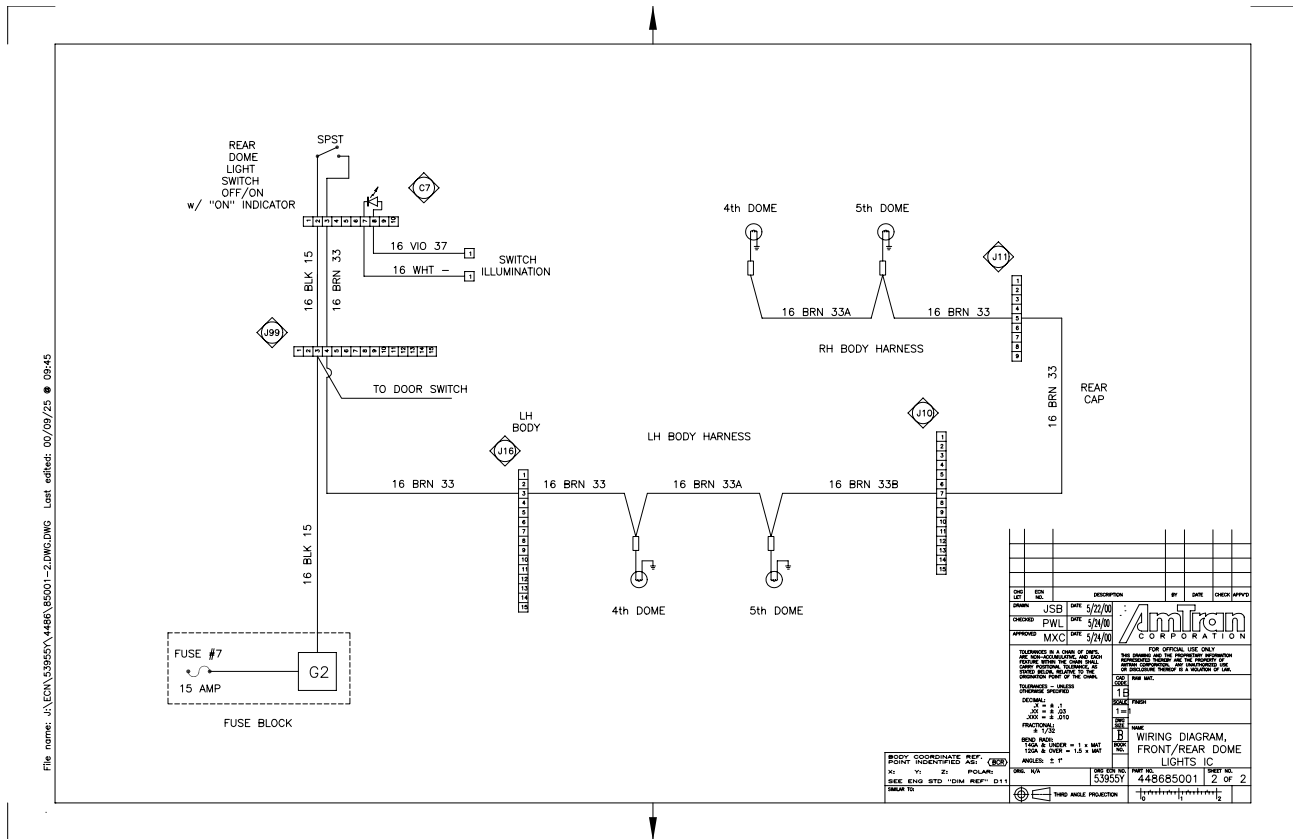 File name: J:\ECN\53955Y\4486\85001-2.DWG.DWG Last edited: 00/09/25 @ 09:45
REAR
DOME
LIGHT
SWITCH
OFF/ON
w/ "ON" INDICATOR
SPST
C7
1 2 3 4 5 6 7 8 9 10
16 VIO 37
1
16 WHT -
1
SWITCH
ILLUMINATION
16 BLK 15
16 BRN 33
J99
1 2 3 4 5 6 7 8 9 10 11 12 13 14 15
TO DOOR SWITCH
4th DOME
5th DOME
J11
1
2
3
4
5
6
7
8
9
16 BRN 33A
16 BRN 33
RH BODY HARNESS
16 BRN 33
REAR
CAP
LH
BODY
J16
LH BODY HARNESS
J10
1
2
3
4
5
6
7
8
9
10
11
12
13
14
15
1
2
3
4
5
6
7
8
9
10
11
12
13
14
15
16 BRN 33
16 BRN 33
16 BRN 33A
16 BRN 33B
4th DOME
5th DOME
16 BLK 15
FUSE #7
15 AMP
G2
FUSE BLOCK
CHG LET
ECN NO.
DESCRIPTION
BY
DATE
CHECK
APPV'D
DRAWN JSB DATE 5/22/00
CHECKED PWL DATE 5/24/00
APPROVED MXC DATE 5/24/00
AmTran
CORPORATION
TOLERANCES IN A CHAIN OF DIM'S.
ARE NON-ACCUMULATIVE, AND EACH
FEATURE WITHIN THE CHAIN SHALL
CARRY POSITIONAL TOLERANCE, AS
STATED BELOW, RELATIVE TO THE
ORIGINATION POINT OF THE CHAIN.
TOLERANCES - UNLESS
OTHERWISE SPECIFIED
DECIMAL:
.X = ± .1
.XX = ± .03
.XXX = ± .010
FRACTIONAL:
± 1/32
BEND RADII:
14GA & UNDER = 1 x MAT
12GA & OVER = 1.5 x MAT
ANGLES: ± 1°
FOR OFFICIAL USE ONLY
THIS DRAWING AND THE PROPRIETARY INFORMATION
REPRESENTED THEREBY ARE THE PROPERTY OF
AMTRAN CORPORATION. ANY UNAUTHORIZED USE
OR DISCLOSURE THEREOF IS A VIOLATION OF LAW.
CAD CODE
1B
RAW MAT.
SCALE
1=1
FINISH
DWG SIZE
B
BOOK NO.
NAME
WIRING DIAGRAM,
FRONT/REAR DOME
LIGHTS IC
ORIG. N/A
ORG ECN NO.
53955Y
PART NO.
448685001
SHEET NO.
2 OF 2
BODY COORDINATE REF.
POINT INDENTIFIED AS: BCR
X: Y: Z: POLAR:
SEE ENG STD "DIM REF" D11
SIMILAR TO:
THIRD ANGLE PROJECTION
0 1 2